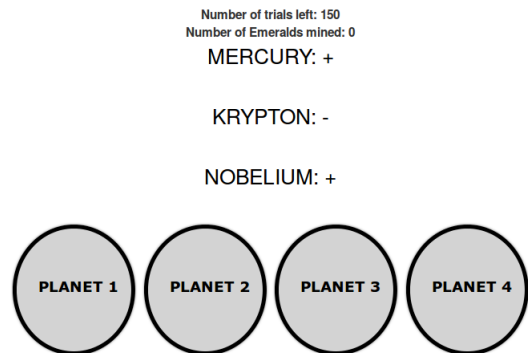 Number of trials left: 150
Number of Emeralds mined: 0
MERCURY: +
KRYPTON: -
NOBELIUM: +
PLANET 1 PLANET 2 PLANET 3 PLANET 4